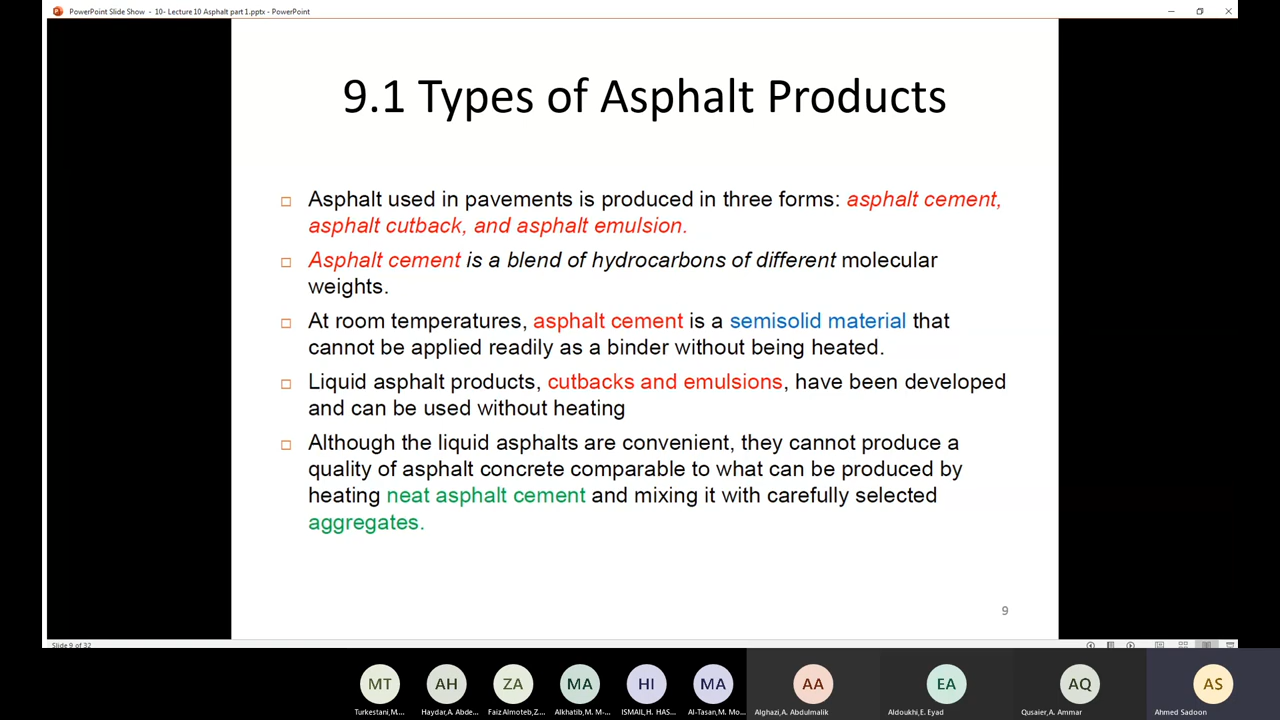 PowerPoint Slide Show - 10- Lecture 10 Asphalt part 1.pptx - PowerPoint
9.1 Types of Asphalt Products
Asphalt used in pavements is produced in three forms: asphalt cement,
asphalt cutback, and asphalt emulsion.
Asphalt cement is a blend of hydrocarbons of different molecular
weights.
At room temperatures, asphalt cement is a semisolid material that
cannot be applied readily as a binder without being heated.
Liquid asphalt products, cutbacks and emulsions, have been developed
and can be used without heating
Although the liquid asphalts are convenient, they cannot produce a
quality of asphalt concrete comparable to what can be produced by
heating neat asphalt cement and mixing it with carefully selected
aggregates.
9
Slide 9 of 32
MT AH ZA MA HI MA AA EA AQ AS
Turkestani,M... Haydar,A. Abde... FaizAlmoteb,Z... Alkhatib,M. M-... ISMAIL,H. HAS... Al-Tasan,M. Mo... Alghazi,A. Abdulmalik Aldoukhi,E. Eyad Qusaier,A. Ammar Ahmed Sadoon